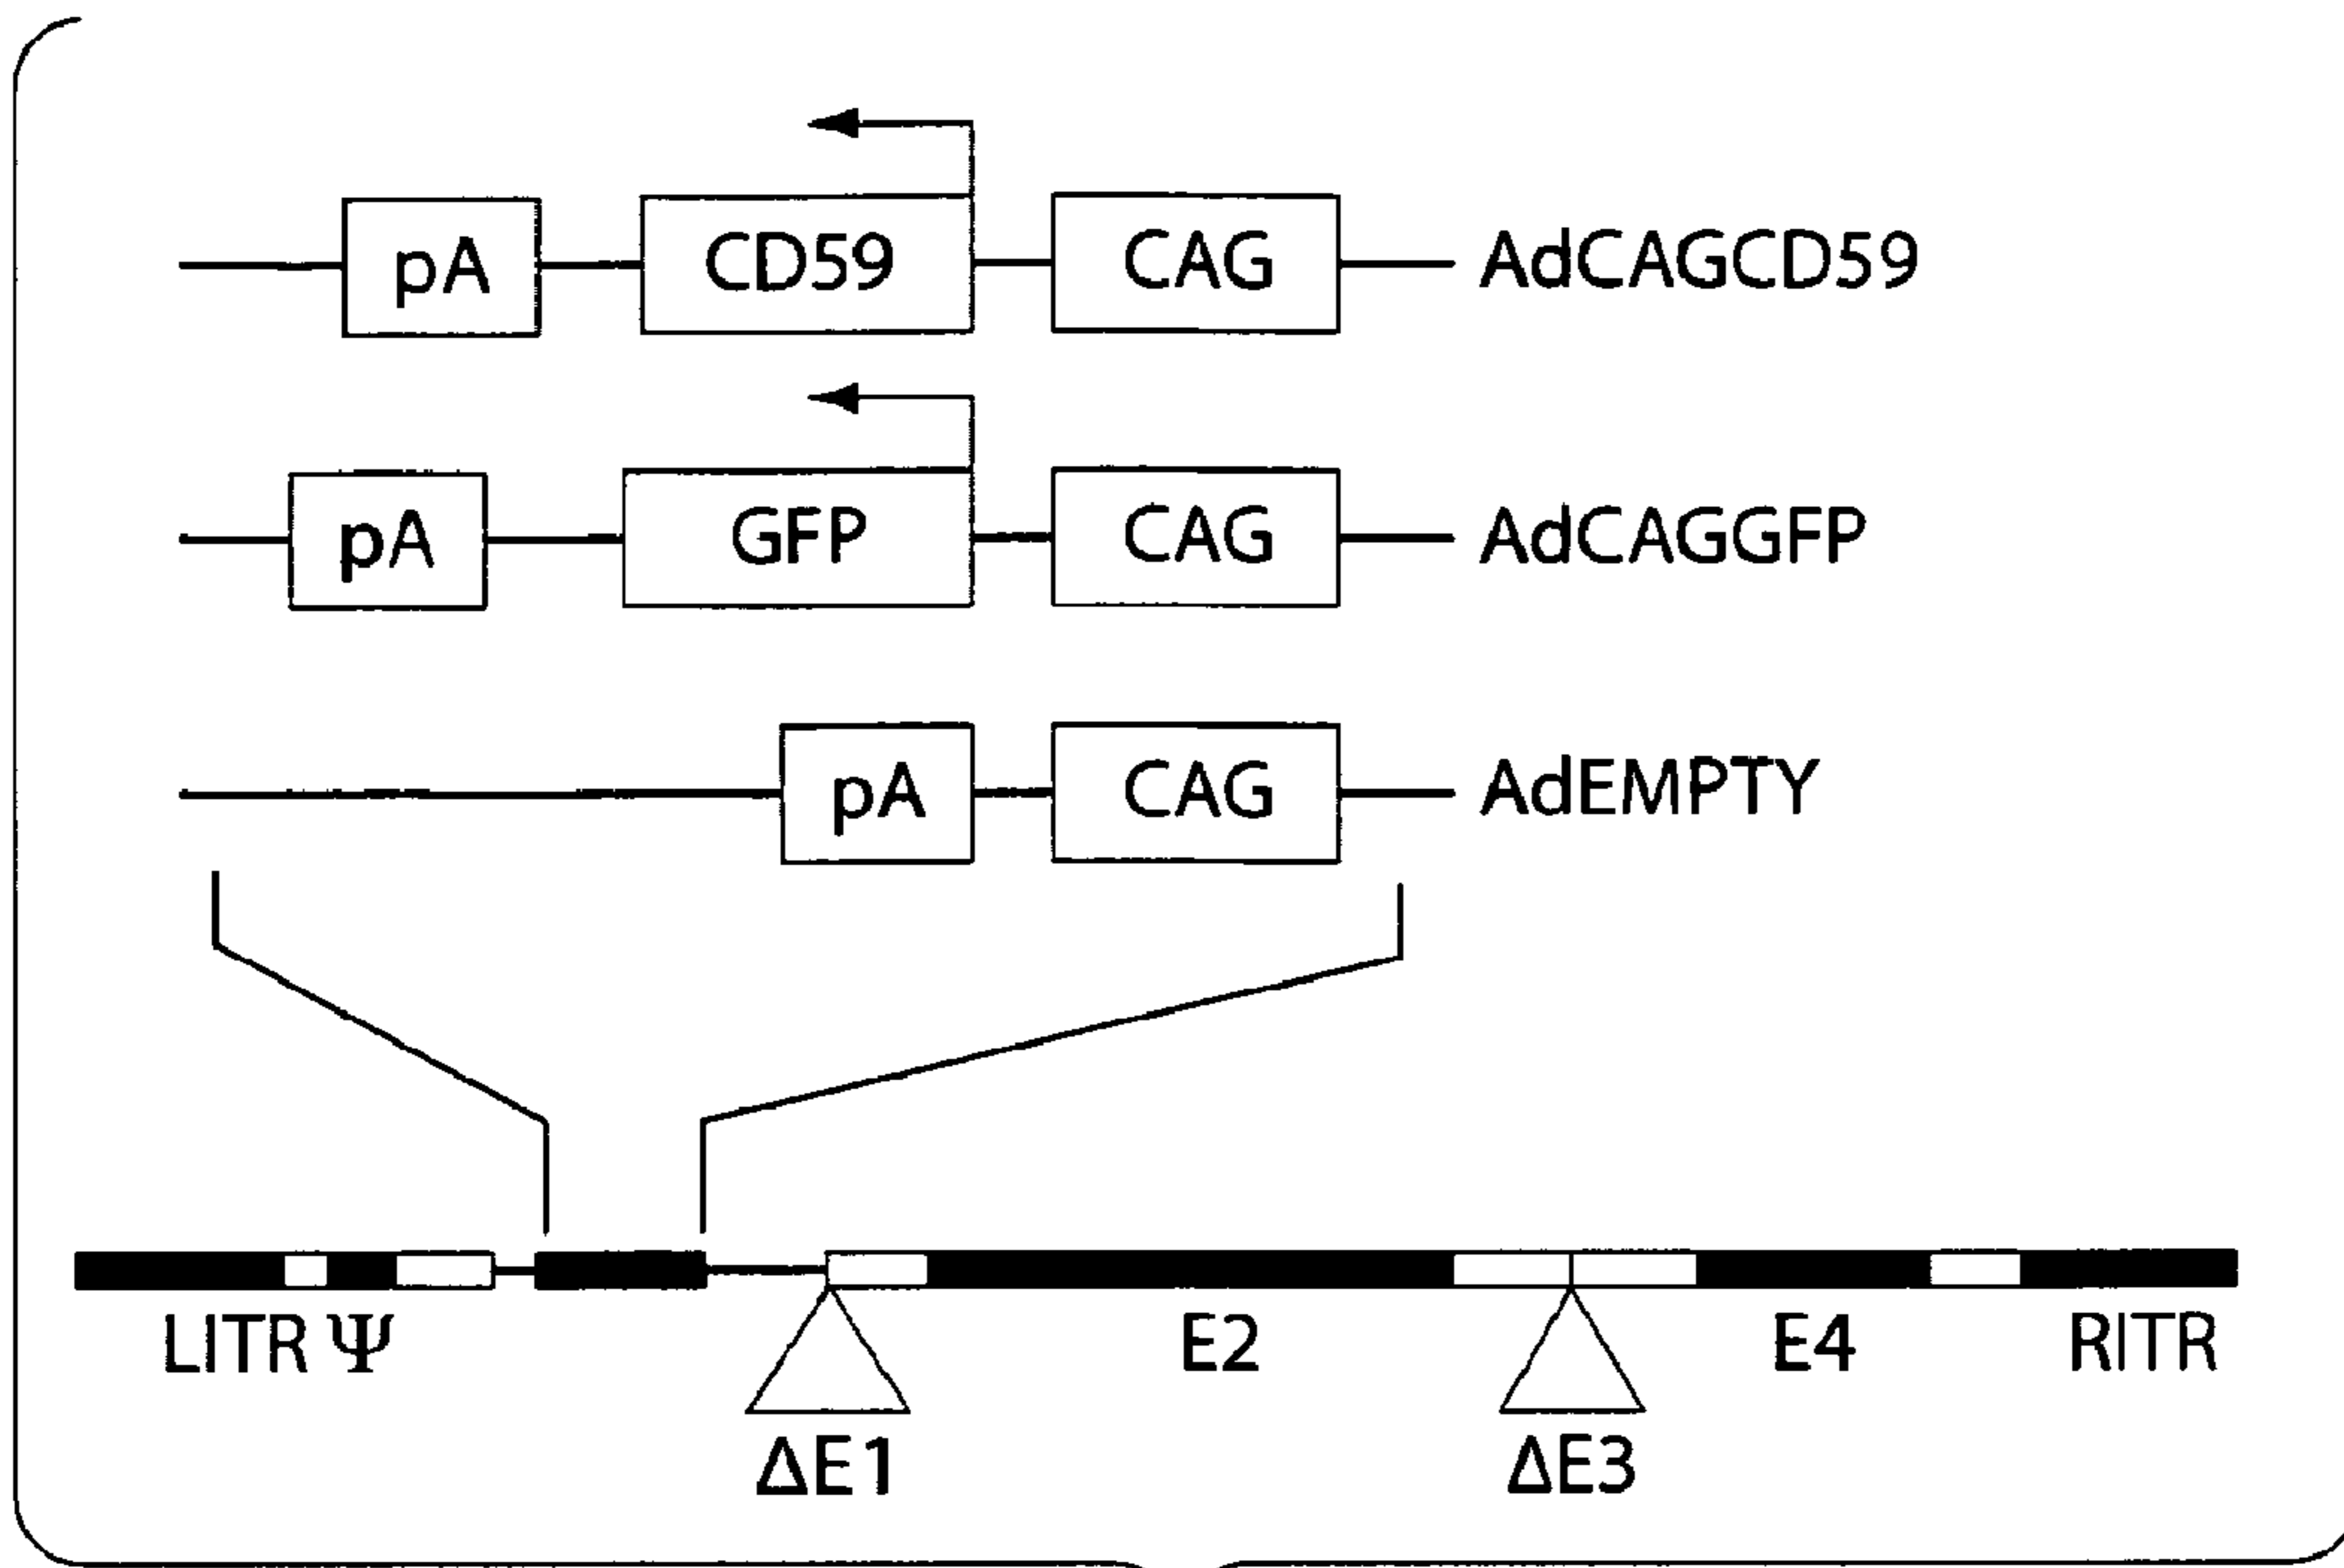 pA CD59 CAG AdCAGCD59
pA GFP CAG AdCAGGFP
pA CAG AdEMPTY
LITR Ψ E2 E4 RITR
ΔE1 ΔE3